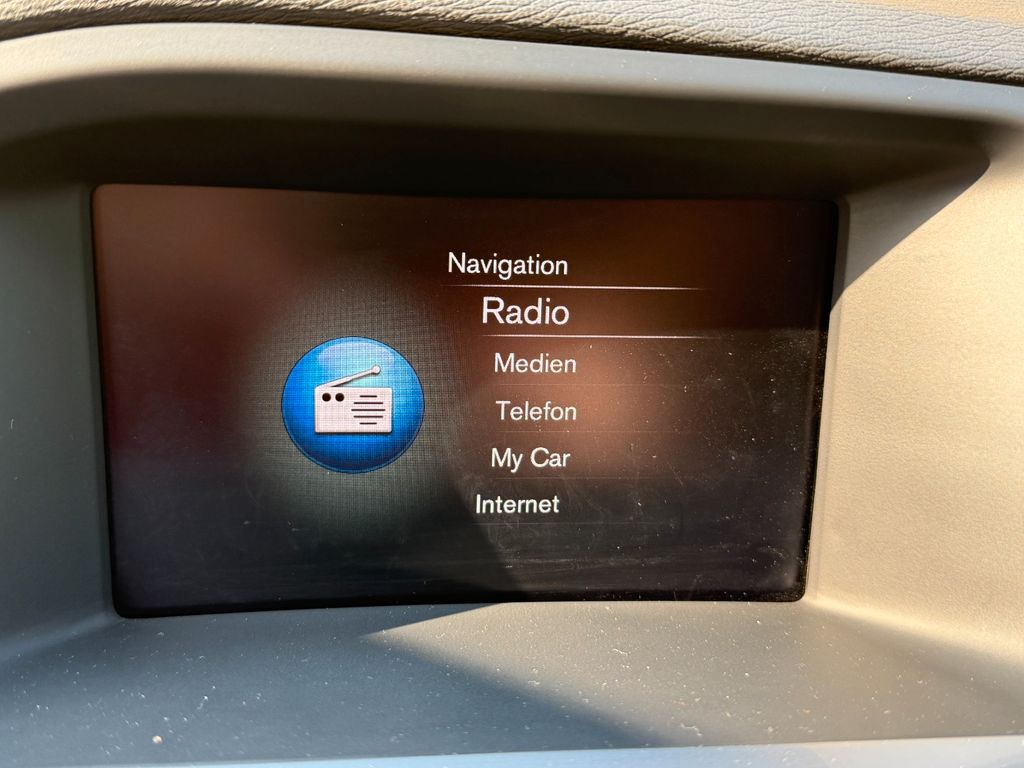 Navigation
Radio
Medien
Telefon
My Car
Internet